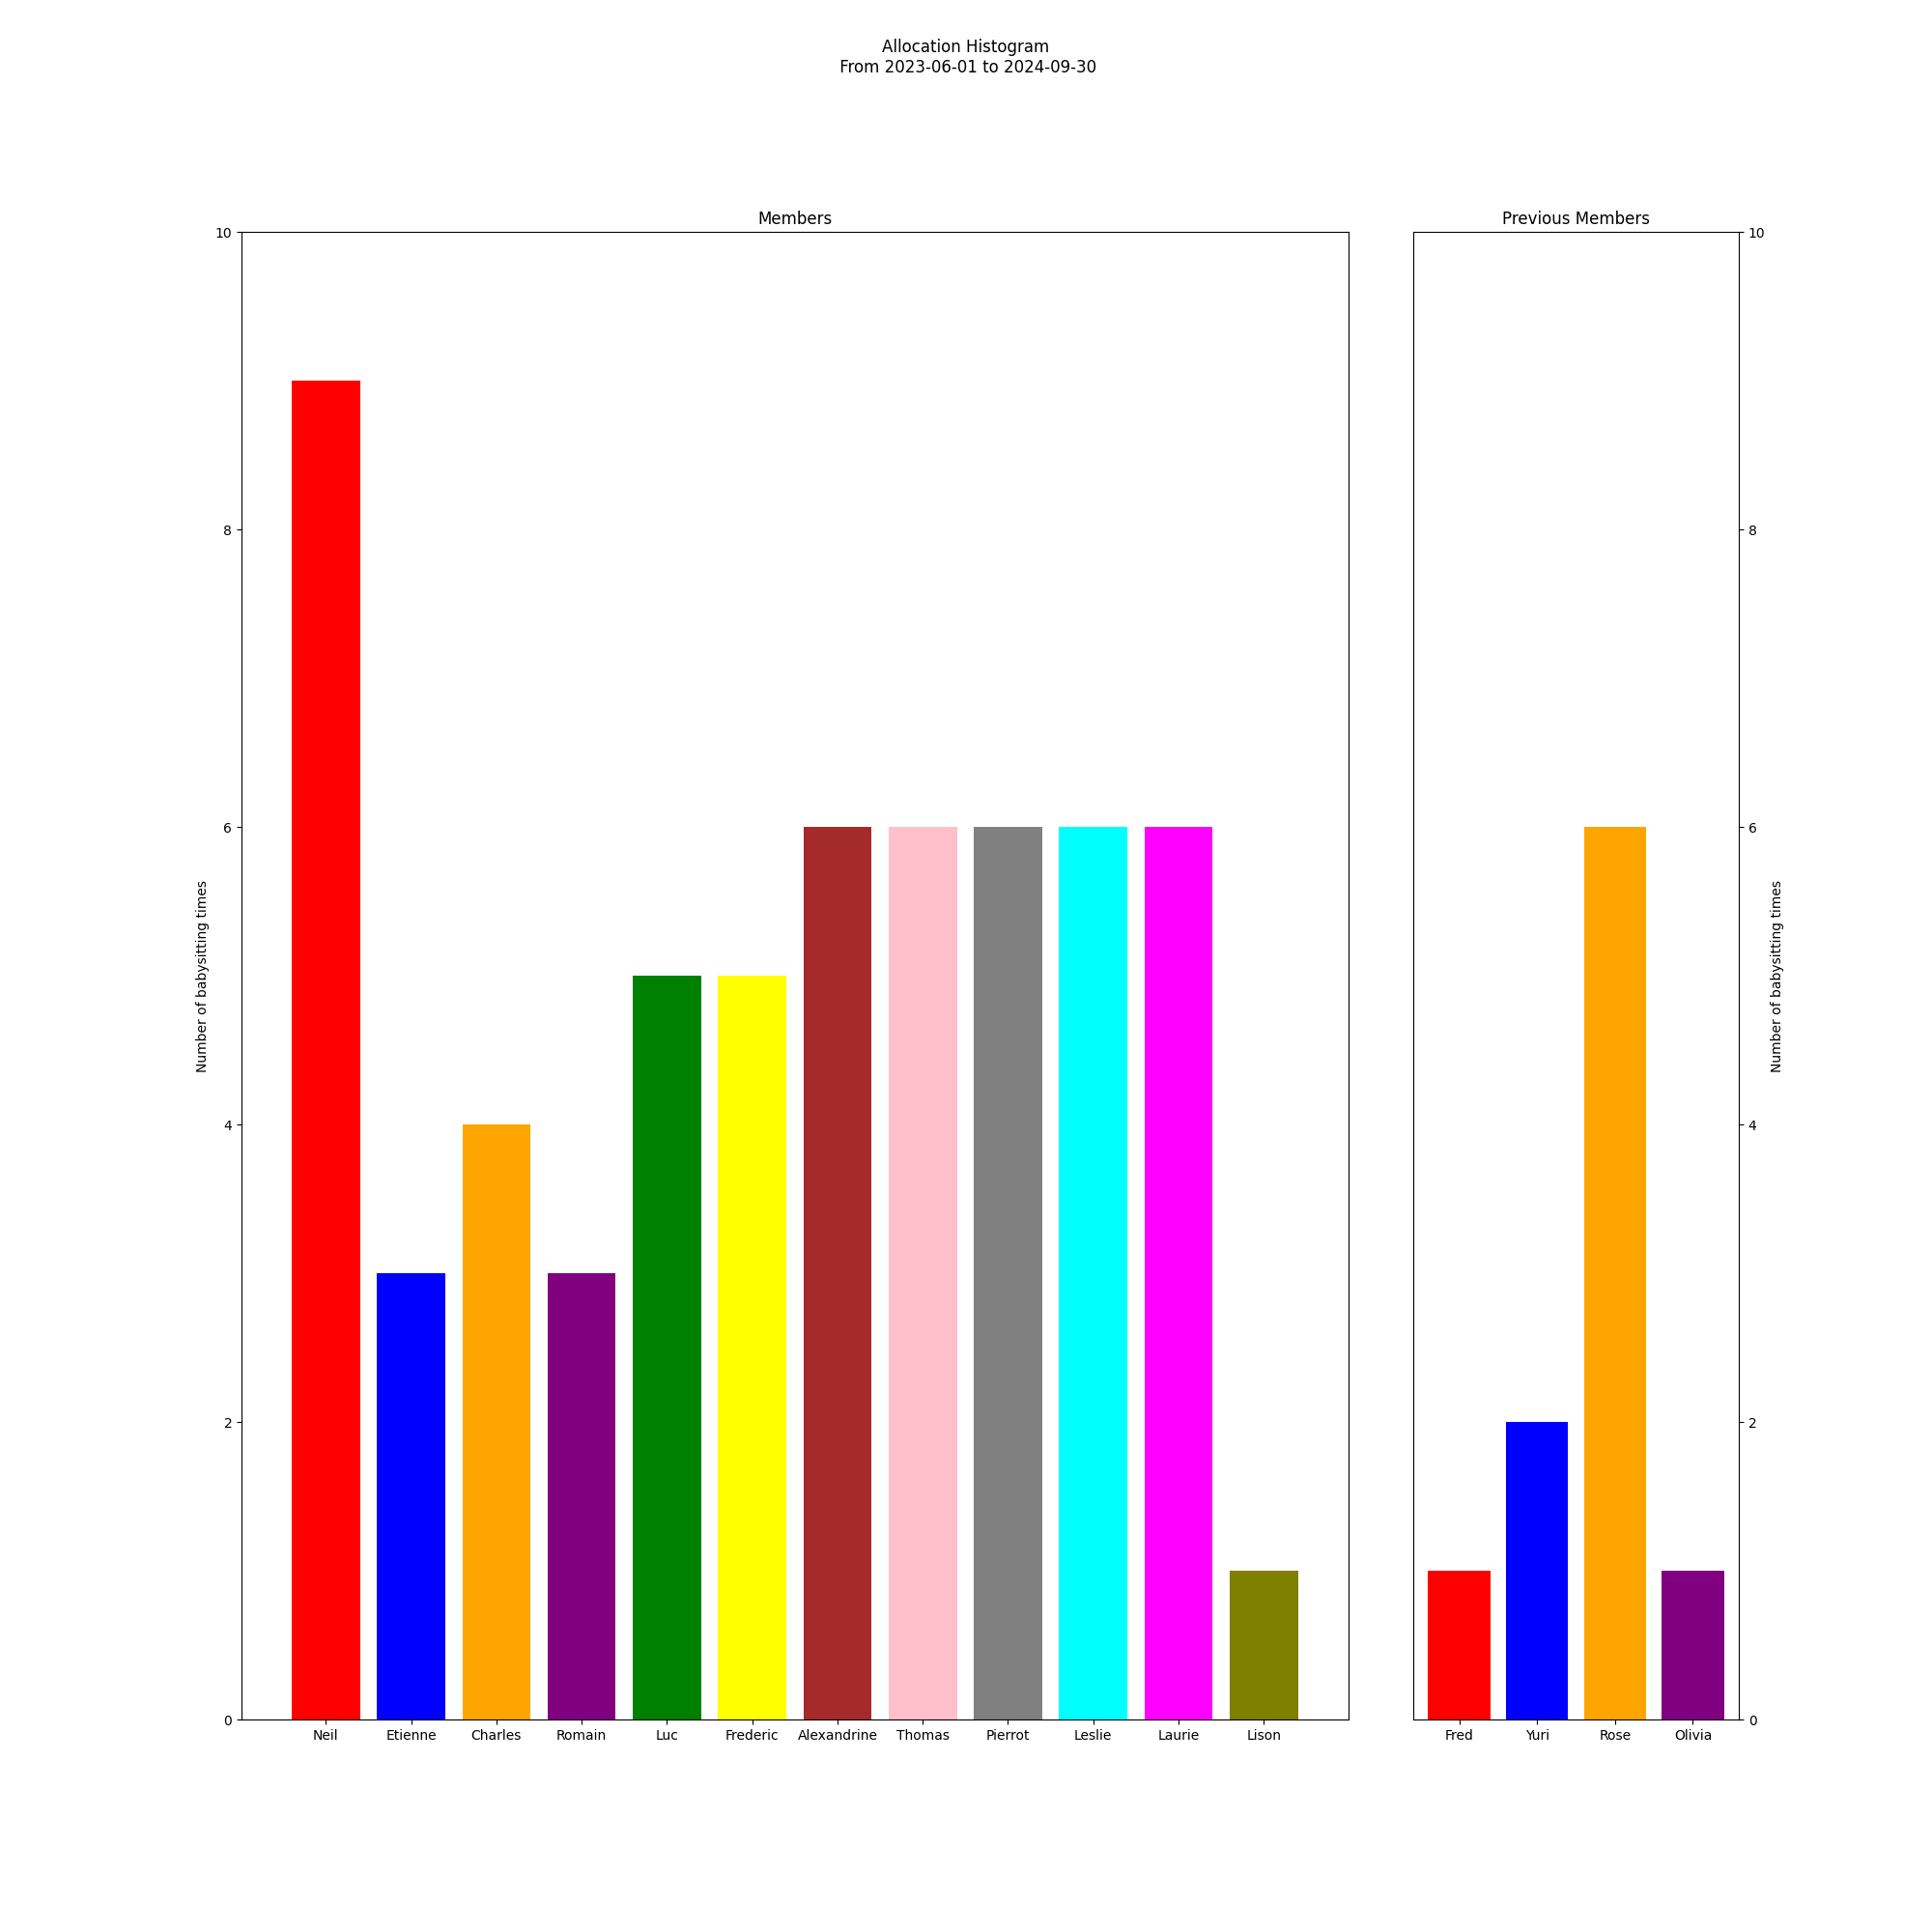 Allocation Histogram
From 2023-06-01 to 2024-09-30
Members
10
8
6
4
2
0
Number of babysitting times
Neil
Etienne
Charles
Romain
Luc
Frederic
Alexandrine
Thomas
Pierrot
Leslie
Laurie
Lison
Previous Members
10
8
6
4
2
0
Number of babysitting times
Fred
Yuri
Rose
Olivia